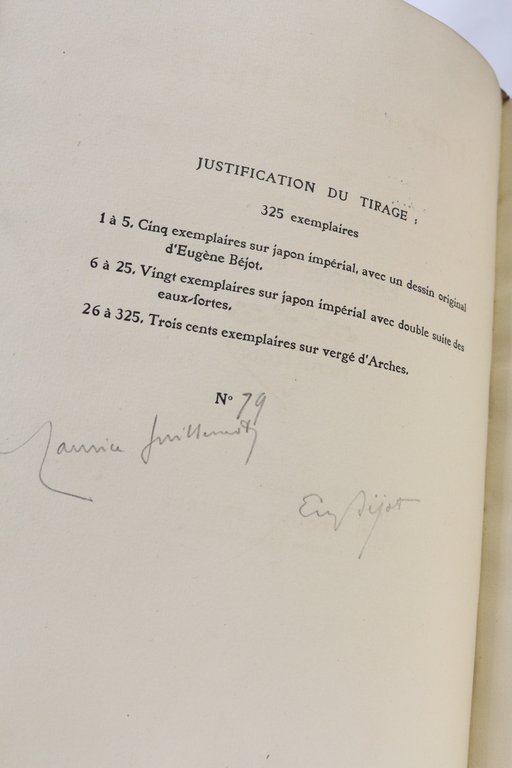 JUSTIFICATION DU TIRAGE :
325 exemplaires
1 à 5. Cinq exemplaires sur japon impérial, avec un dessin original
d'Eugène Béjot.
6 à 25. Vingt exemplaires sur japon impérial avec double suite des
eaux-fortes.
26 à 325. Trois cents exemplaires sur vergé d'Arches.
N° 79
Maurice Guillemot
Eug Béjot